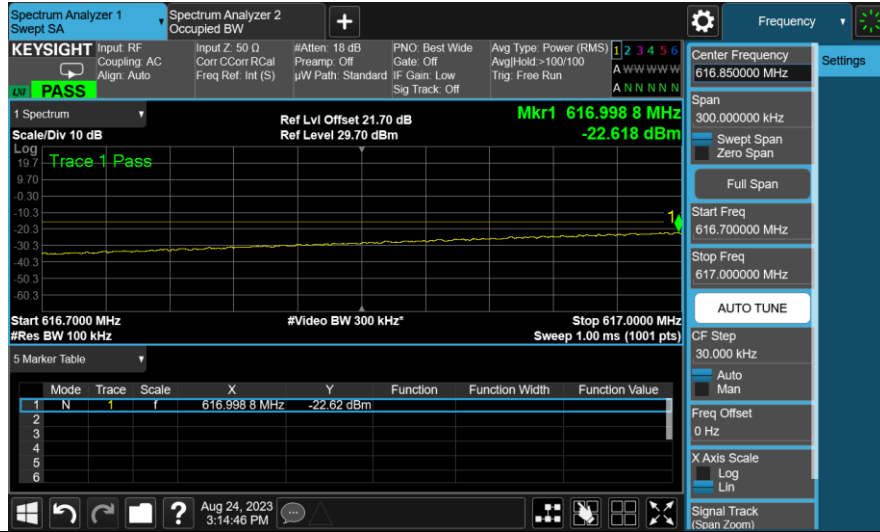 Spectrum Analyzer 1
Swept SA
Spectrum Analyzer 2
Occupied BW
Frequency
KEYSIGHT
Input: RF
Coupling: AC
Align: Auto
Input Z: 50 Ω
Corr CCorr RCal
Freq Ref: Int (S)
#Atten: 18 dB
Preamp: Off
µW Path: Standard
PNO: Best Wide
Gate: Off
IF Gain: Low
Sig Track: Off
Avg Type: Power (RMS)
Avg|Hold:>100/100
Trig: Free Run
1 2 3 4 5 6
A W W W W W
A N N N N N
LXI PASS
Center Frequency
616.850000 MHz
Settings
Span
300.000000 kHz
Swept Span
Zero Span
Full Span
Start Freq
616.700000 MHz
Stop Freq
617.000000 MHz
AUTO TUNE
CF Step
30.000 kHz
Auto
Man
Freq Offset
0 Hz
X Axis Scale
Log
Lin
Signal Track
(Span Zoom)
1 Spectrum
Scale/Div 10 dB
Ref Lvl Offset 21.70 dB
Ref Level 29.70 dBm
Mkr1 616.998 8 MHz
-22.618 dBm
Log
Trace 1 Pass
19.7
9.70
-0.30
-10.3
-20.3
-30.3
-40.3
-50.3
-60.3
1
Start 616.7000 MHz
#Res BW 100 kHz
#Video BW 300 kHz*
Stop 617.0000 MHz
Sweep 1.00 ms (1001 pts)
5 Marker Table
Mode Trace Scale X Y Function Function Width Function Value
1 N 1 f 616.998 8 MHz -22.62 dBm
2
3
4
5
6
?
Aug 24, 2023
3:14:46 PM